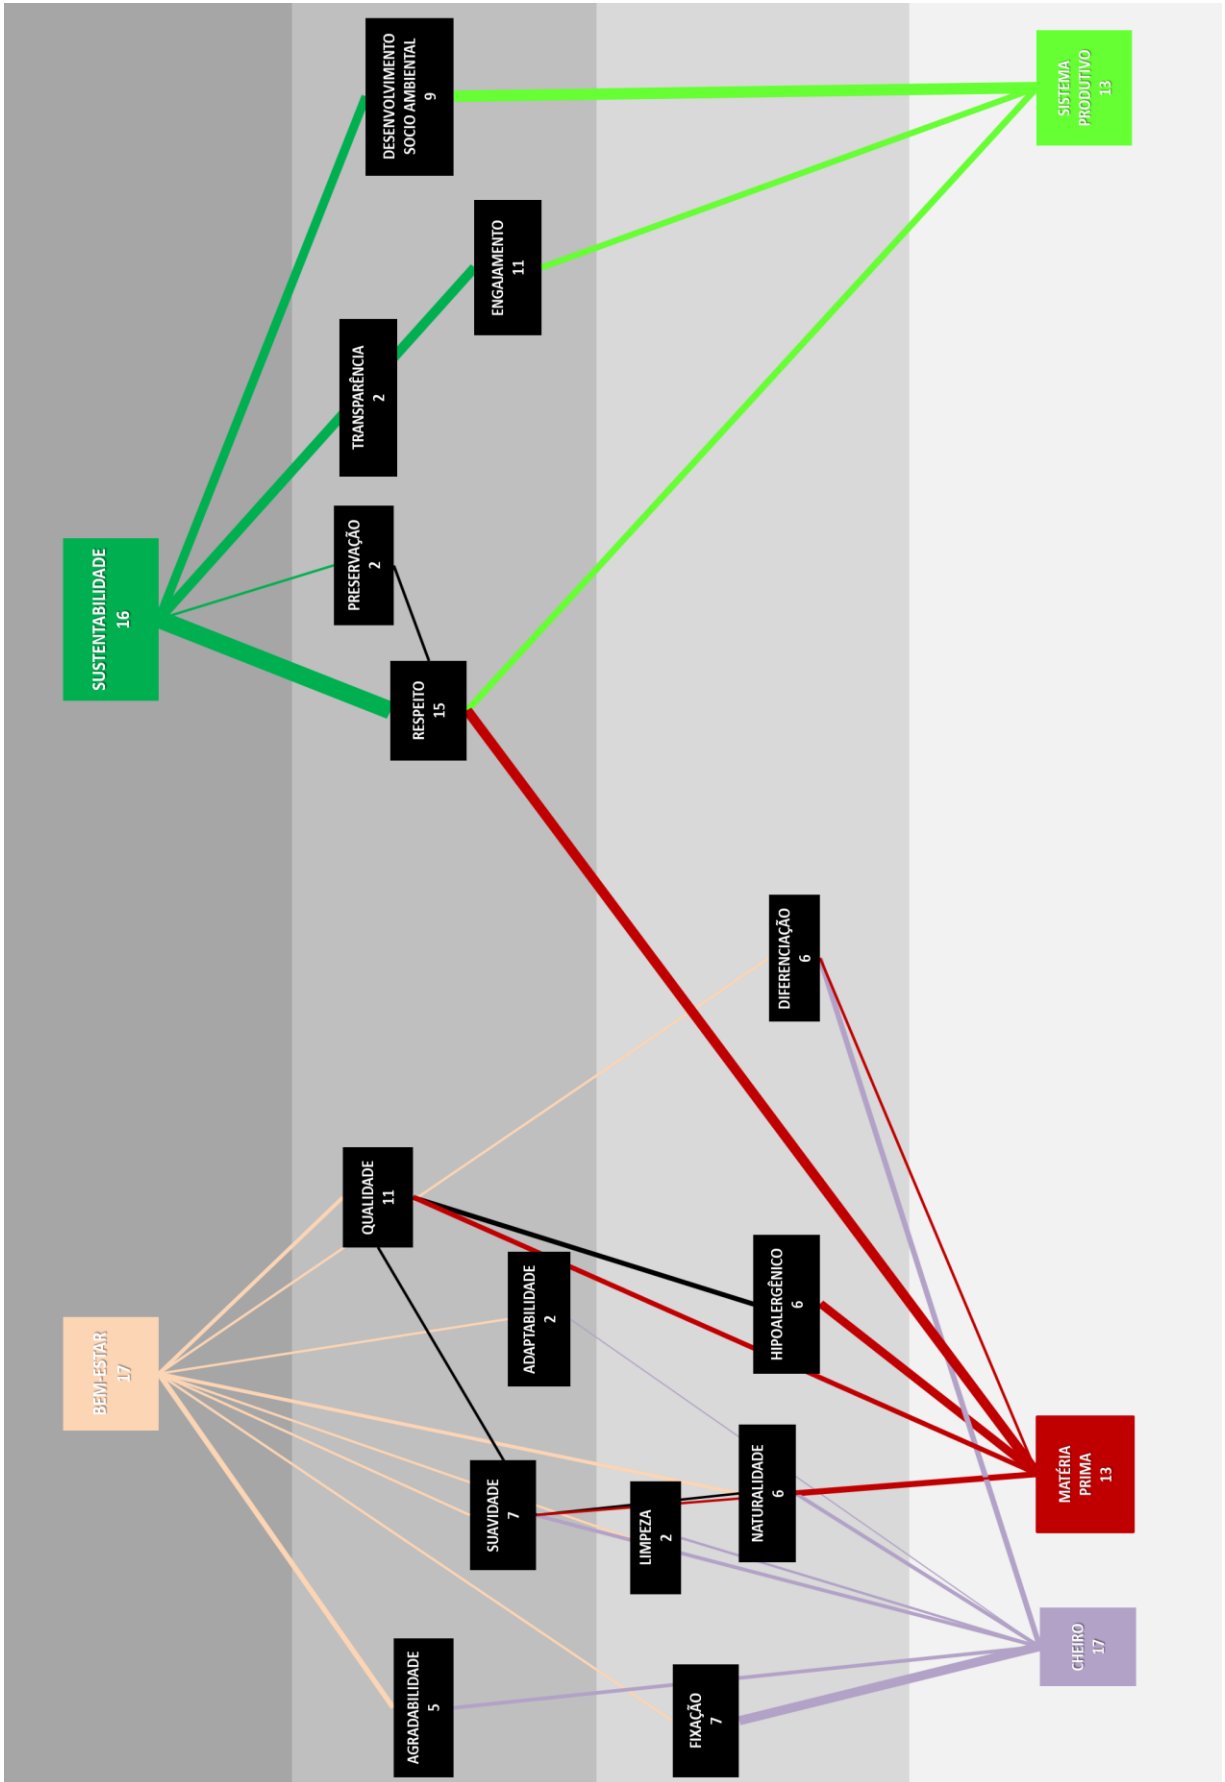 SUSTENTABILIDADE
16
BEM-ESTAR
17
DESENVOLVIMENTO
SOCIO AMBIENTAL
9
TRANSPARÊNCIA
2
PRESERVAÇÃO
2
RESPEITO
15
QUALIDADE
11
AGRADABILIDADE
5
ENGAJAMENTO
11
ADAPTABILIDADE
2
SUAVIDADE
7
LIMPEZA
2
FIXAÇÃO
7
DIFERENCIAÇÃO
6
HIPOALERGÊNICO
6
NATURALIDADE
6
SISTEMA
PRODUTIVO
13
MATÉRIA
PRIMA
13
CHEIRO
17